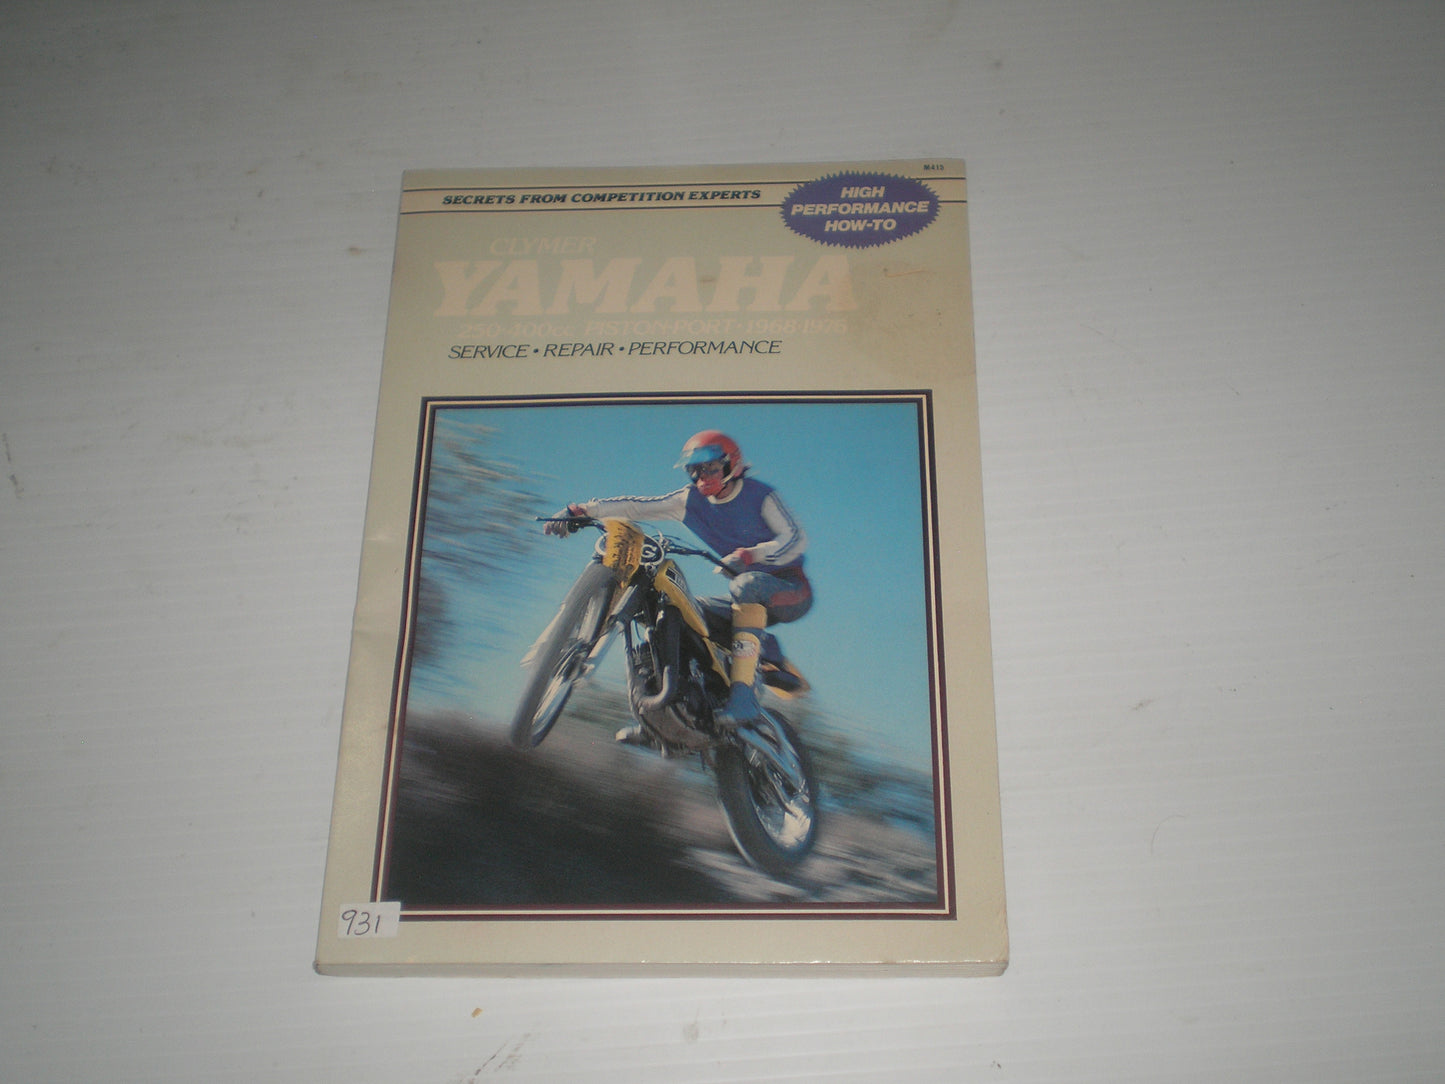 M415
SECRETS FROM COMPETITION EXPERTS
HIGH
PERFORMANCE
HOW-TO
CLYMER
YAMAHA
250-400cc PISTON-PORT • 1968-1976
SERVICE • REPAIR • PERFORMANCE
931